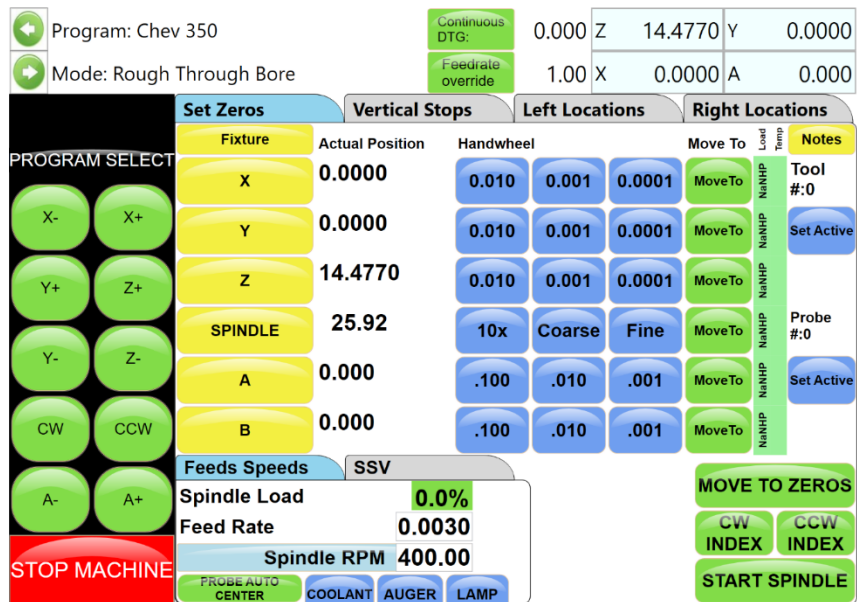 Program: Chev 350
Continuous DTG: 0.000 Z 14.4770 Y 0.0000
Mode: Rough Through Bore
Feedrate override 1.00 X 0.0000 A 0.000
Set Zeros Vertical Stops Left Locations Right Locations
Fixture Actual Position Handwheel Move To Load Temp Notes
PROGRAM SELECT
X 0.0000 0.010 0.001 0.0001 MoveTo NaNHP Tool #:0
X- X+
Y 0.0000 0.010 0.001 0.0001 MoveTo NaNHP Set Active
Y+ Z+
Z 14.4770 0.010 0.001 0.0001 MoveTo NaNHP
SPINDLE 25.92 10x Coarse Fine MoveTo NaNHP Probe #:0
Y- Z-
A 0.000 .100 .010 .001 MoveTo NaNHP Set Active
CW CCW
B 0.000 .100 .010 .001 MoveTo NaNHP
Feeds Speeds SSV
A- A+
Spindle Load 0.0%
MOVE TO ZEROS
Feed Rate 0.0030
CW INDEX CCW INDEX
Spindle RPM 400.00
STOP MACHINE
START SPINDLE
PROBE AUTO CENTER COOLANT AUGER LAMP